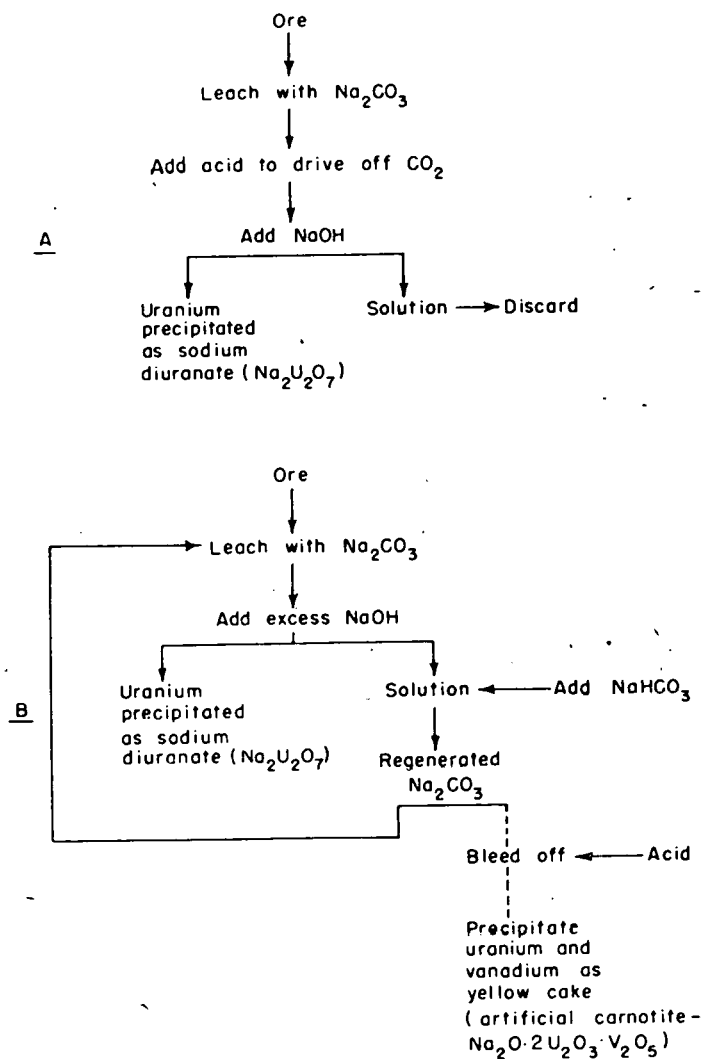 Ore
Leach with Na₂CO₃
Add acid to drive off CO₂
A
Add NaOH
Uranium
precipitated
as sodium
diuranate (Na₂U₂O₇)
Solution
Discard
Ore
Leach with Na₂CO₃
Add excess NaOH
B
Uranium
precipitated
as sodium
diuranate (Na₂U₂O₇)
Solution
Add NaHCO₃
Regenerated
Na₂CO₃
Bleed off
Acid
Precipitate
uranium and
vanadium as
yellow cake
(artificial carnotite-
Na₂O·2U₂O₃·V₂O₅)